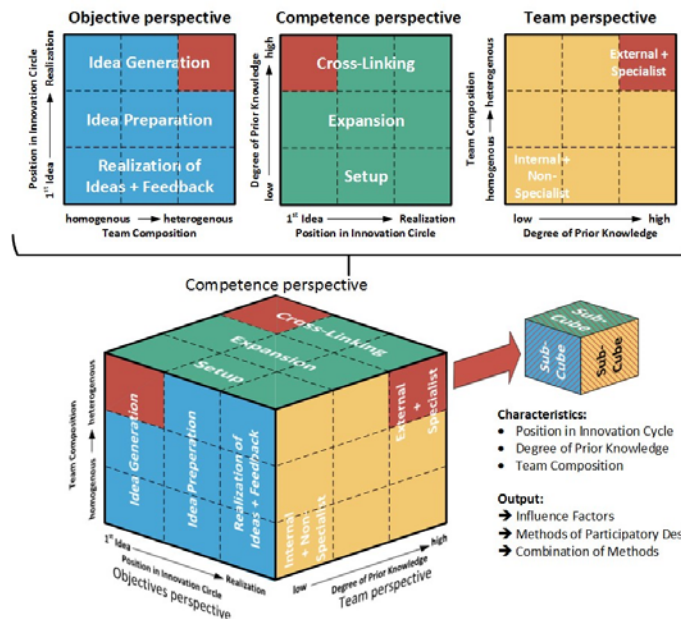 Objective perspective
Competence perspective
Team perspective
Position in Innovation Circle
1st Idea → Realization
Idea Generation
Idea Preparation
Realization of
Ideas + Feedback
homogenous → heterogenous
Team Composition
Degree of Prior Knowledge
low → high
Cross-Linking
Expansion
Setup
1st Idea → Realization
Position in Innovation Circle
Team Composition
homogenous → heterogenous
External +
Specialist
Internal +
Non-
Specialist
low → high
Degree of Prior Knowledge
Competence perspective
Cross-Linking
Expansion
Setup
Team Composition
homogenous → heterogenous
Idea Generation
Idea Preperation
Realization of
Ideas + Feedback
Internal
+ Non-
Specialist
External
+
Specialist
1st Idea → Realization
Position in Innovation Circle
Objectives perspective
low → high
Degree of Prior Knowledge
Team perspective
Sub-
Cube
Sub-
Cube
Sub-
Cube
Characteristics:
• Position in Innovation Cycle
• Degree of Prior Knowledge
• Team Composition
Output:
➔ Influence Factors
➔ Methods of Participatory Des
➔ Combination of Methods